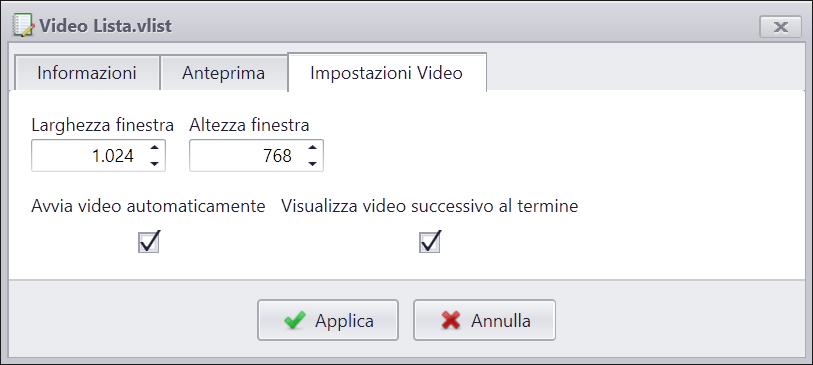 Video Lista.vlist
Informazioni Anteprima Impostazioni Video
Larghezza finestra Altezza finestra
1.024 768
Avvia video automaticamente Visualizza video successivo al termine
Applica Annulla